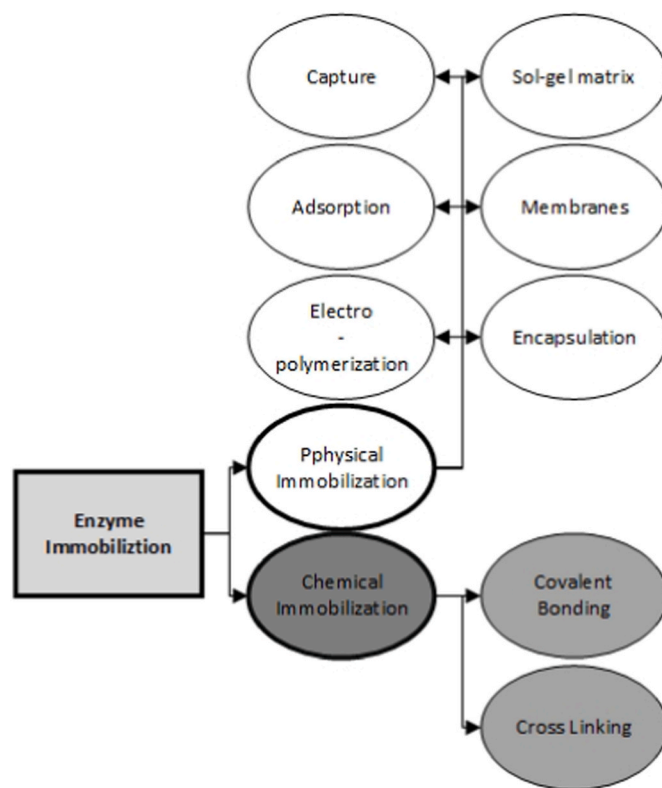 Capture
Sol-gel matrix
Adsorption
Membranes
Electro
-
polymerization
Encapsulation
Pphysical
Immobilization
Enzyme
Immobiliztion
Chemical
Immobilization
Covalent
Bonding
Cross Linking